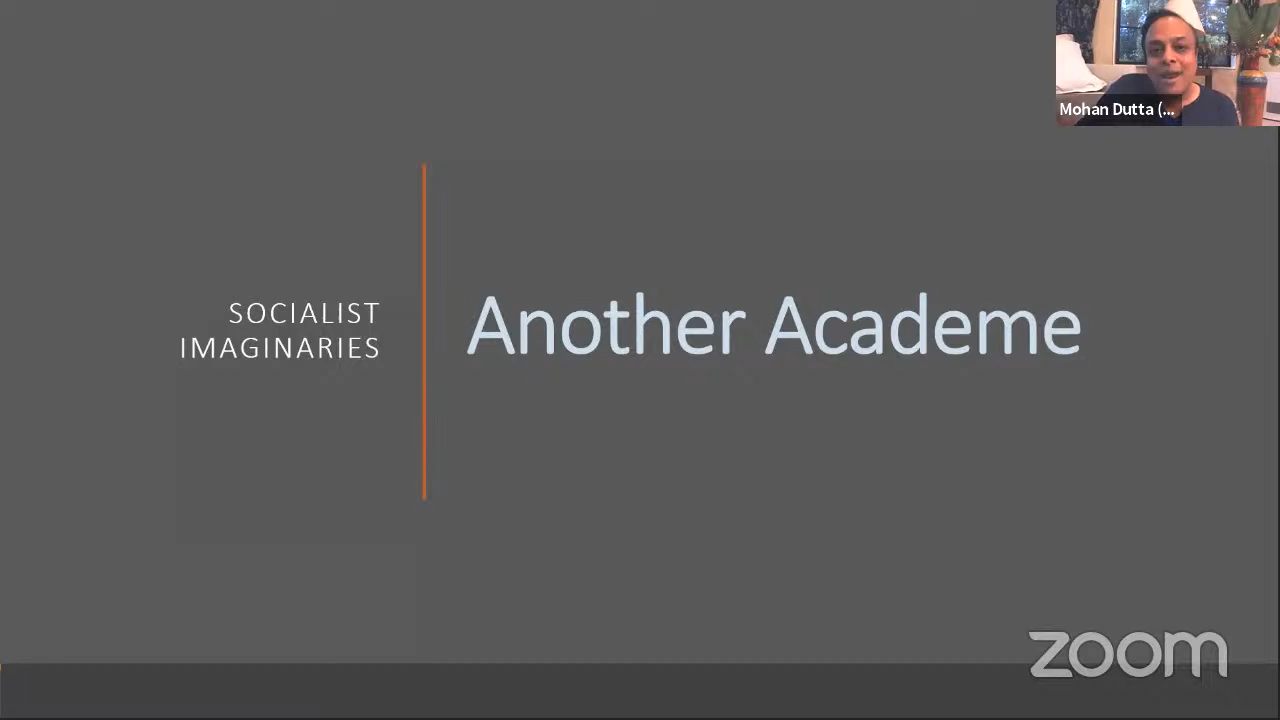 Mohan Dutta (...
SOCIALIST
IMAGINARIES
Another Academe
zoom